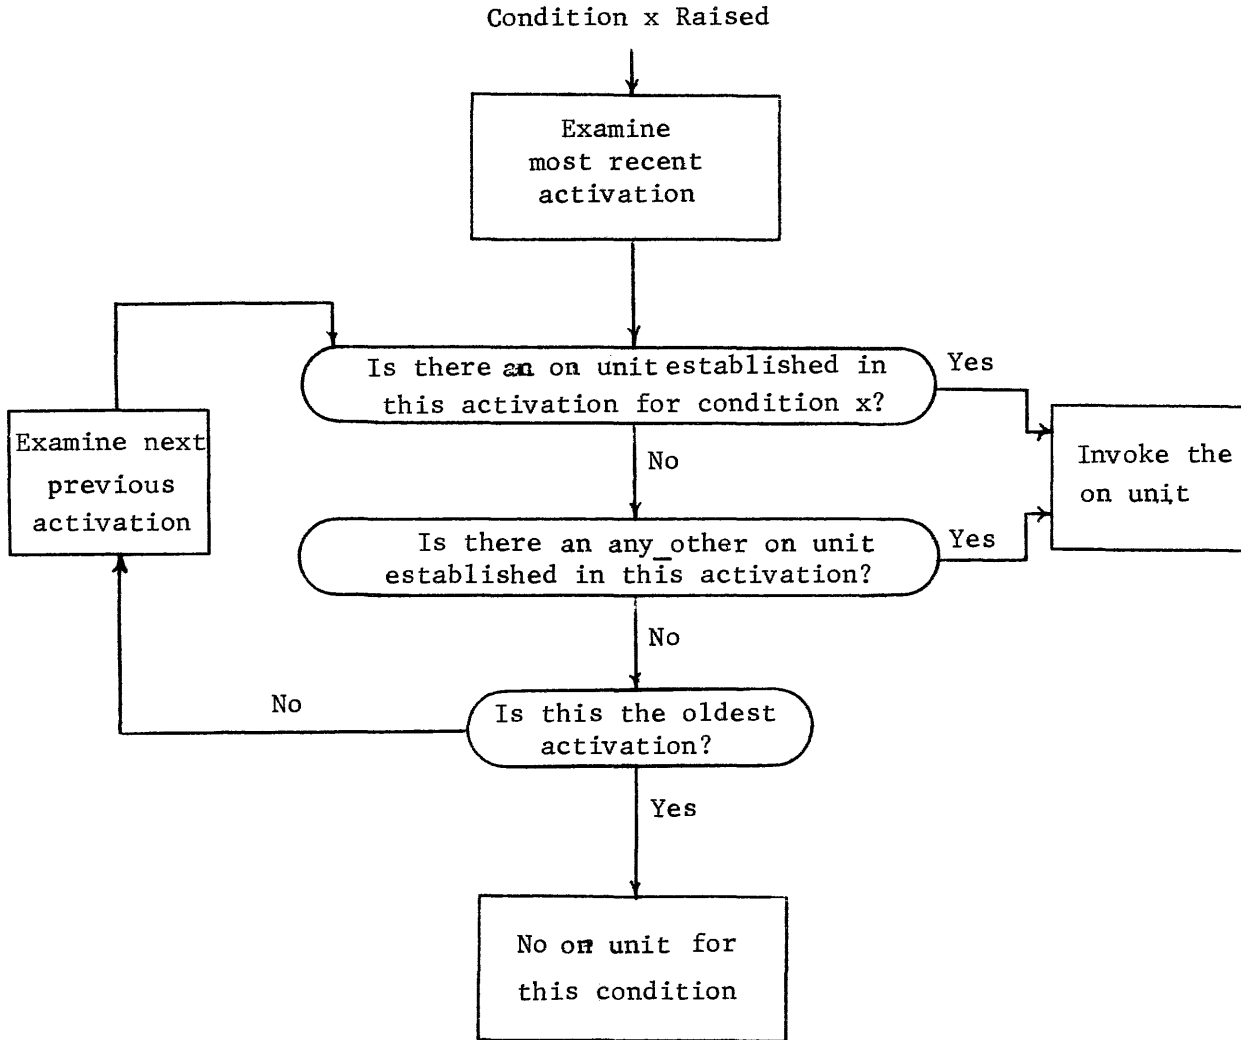 Condition x Raised
Examine
most recent
activation
Is there an on unit established in
this activation for condition x?
Yes
Examine next
previous
activation
Invoke the
on unit
No
Is there an any_other on unit
established in this activation?
Yes
No
No
Is this the oldest
activation?
Yes
No on unit for
this condition